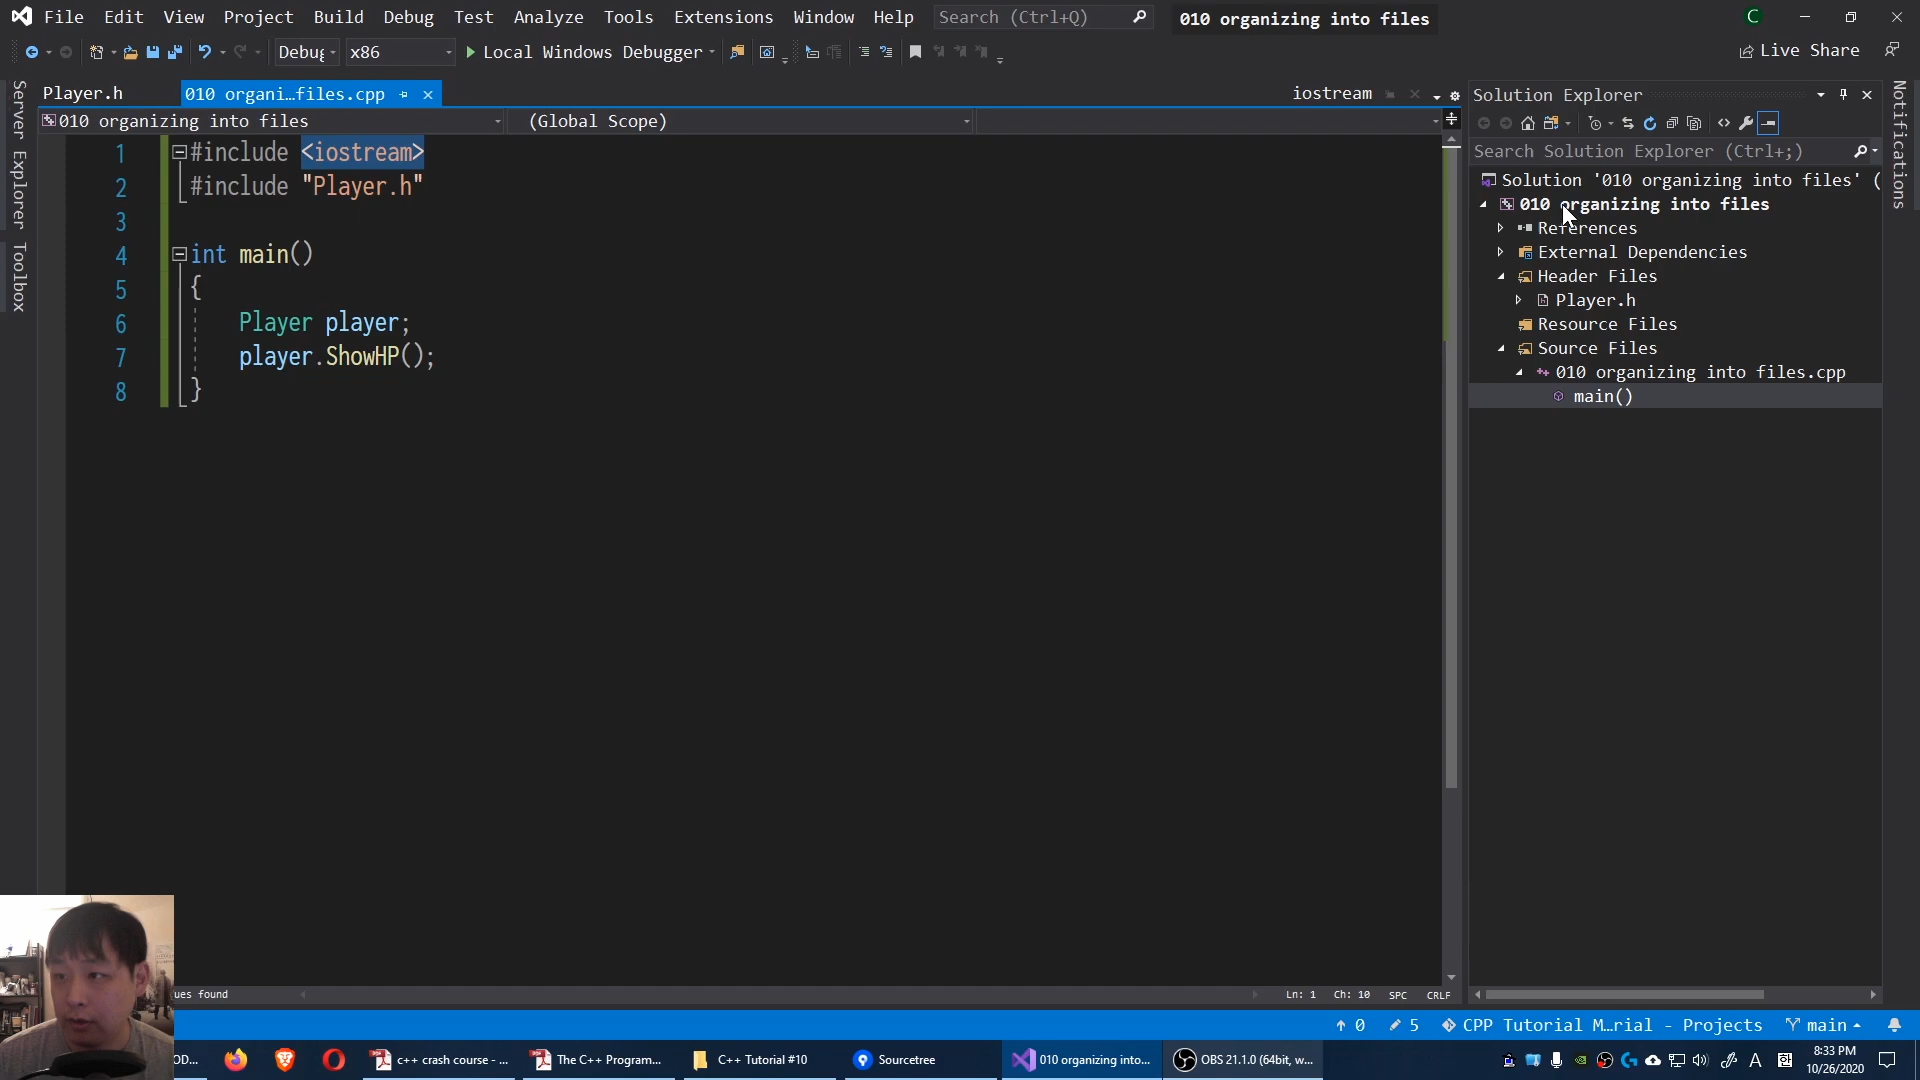 File Edit View Project Build Debug Test Analyze Tools Extensions Window Help Search (Ctrl+Q) 010 organizing into files C
Debug x86 Local Windows Debugger Live Share
Server Explorer
Toolbox
Player.h 010 organi…files.cpp iostream
010 organizing into files (Global Scope)
1 #include <iostream>
2 #include "Player.h"
3
4 int main()
5 {
6 Player player;
7 player.ShowHP();
8 }
Solution Explorer
Search Solution Explorer (Ctrl+;)
Solution '010 organizing into files' (
010 organizing into files
References
External Dependencies
Header Files
Player.h
Resource Files
Source Files
010 organizing into files.cpp
main()
Notifications
ues found Ln: 1 Ch: 10 SPC CRLF
0 5 CPP Tutorial M…rial - Projects main
OD... c++ crash course - ... The C++ Program... C++ Tutorial #10 Sourcetree 010 organizing into... OBS 21.1.0 (64bit, w... A 8:33 PM
10/26/2020